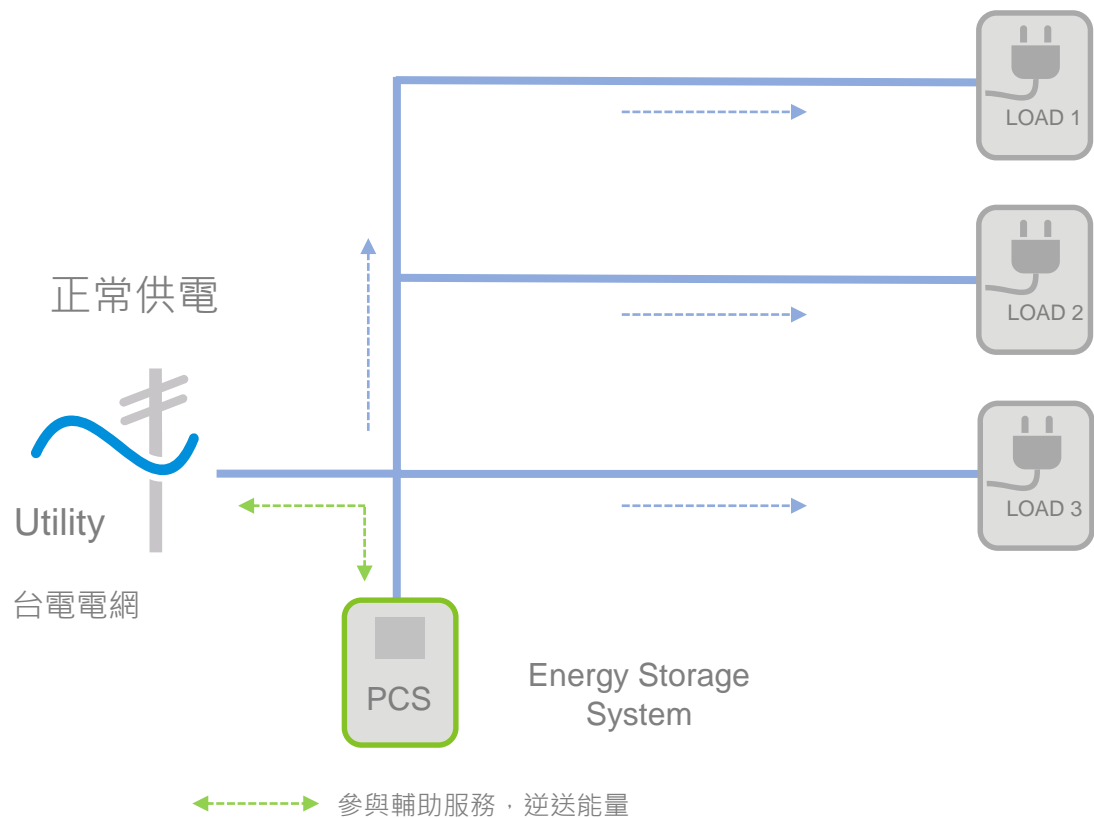 LOAD 1
正常供電
LOAD 2
Utility
LOAD 3
台電電網
PCS
Energy Storage
System
參與輔助服務，逆送能量